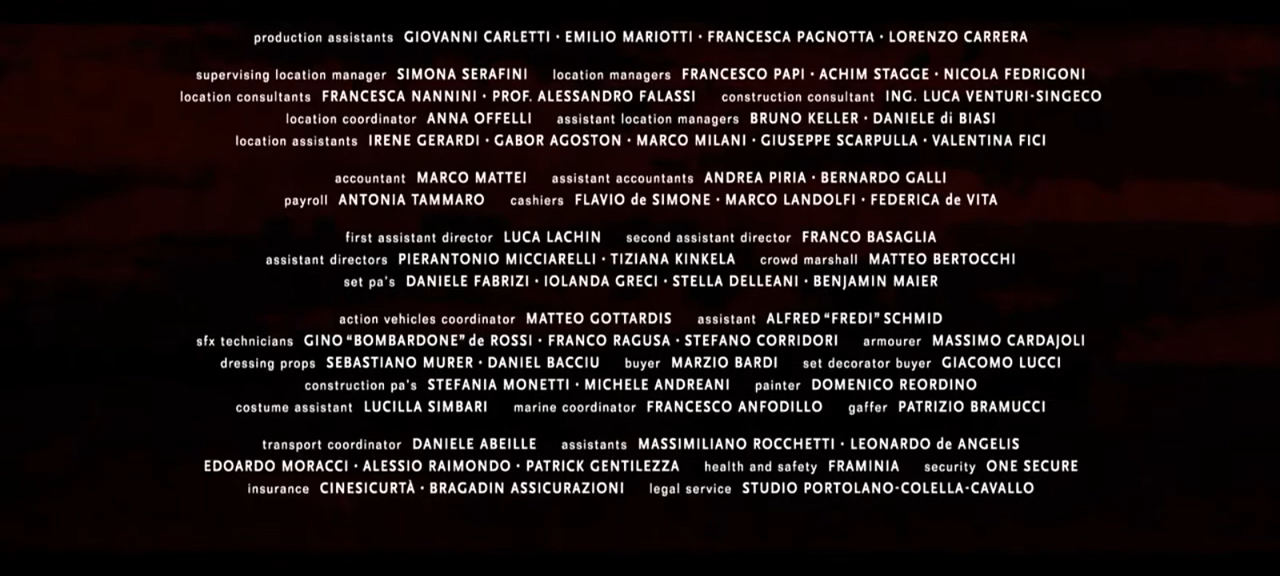 production assistants GIOVANNI CARLETTI · EMILIO MARIOTTI · FRANCESCA PAGNOTTA · LORENZO CARRERA
supervising location manager SIMONA SERAFINI location managers FRANCESCO PAPI · ACHIM STAGGE · NICOLA FEDRIGONI
location consultants FRANCESCA NANNINI · PROF. ALESSANDRO FALASSI construction consultant ING. LUCA VENTURI-SINGECO
location coordinator ANNA OFFELLI assistant location managers BRUNO KELLER · DANIELE di BIASI
location assistants IRENE GERARDI · GABOR AGOSTON · MARCO MILANI · GIUSEPPE SCARPULLA · VALENTINA FICI
accountant MARCO MATTEI assistant accountants ANDREA PIRIA · BERNARDO GALLI
payroll ANTONIA TAMMARO cashiers FLAVIO de SIMONE · MARCO LANDOLFI · FEDERICA de VITA
first assistant director LUCA LACHIN second assistant director FRANCO BASAGLIA
assistant directors PIERANTONIO MICCIARELLI · TIZIANA KINKELA crowd marshall MATTEO BERTOCCHI
set pa's DANIELE FABRIZI · IOLANDA GRECI · STELLA DELLEANI · BENJAMIN MAIER
action vehicles coordinator MATTEO GOTTARDIS assistant ALFRED “FREDI” SCHMID
sfx technicians GINO “BOMBARDONE” de ROSSI · FRANCO RAGUSA · STEFANO CORRIDORI armourer MASSIMO CARDAJOLI
dressing props SEBASTIANO MURER · DANIEL BACCIU buyer MARZIO BARDI set decorator buyer GIACOMO LUCCI
construction pa's STEFANIA MONETTI · MICHELE ANDREANI painter DOMENICO REORDINO
costume assistant LUCILLA SIMBARI marine coordinator FRANCESCO ANFODILLO gaffer PATRIZIO BRAMUCCI
transport coordinator DANIELE ABEILLE assistants MASSIMILIANO ROCCHETTI · LEONARDO de ANGELIS
EDOARDO MORACCI · ALESSIO RAIMONDO · PATRICK GENTILEZZA health and safety FRAMINIA security ONE SECURE
insurance CINESICURTÀ · BRAGADIN ASSICURAZIONI legal service STUDIO PORTOLANO-COLELLA-CAVALLO